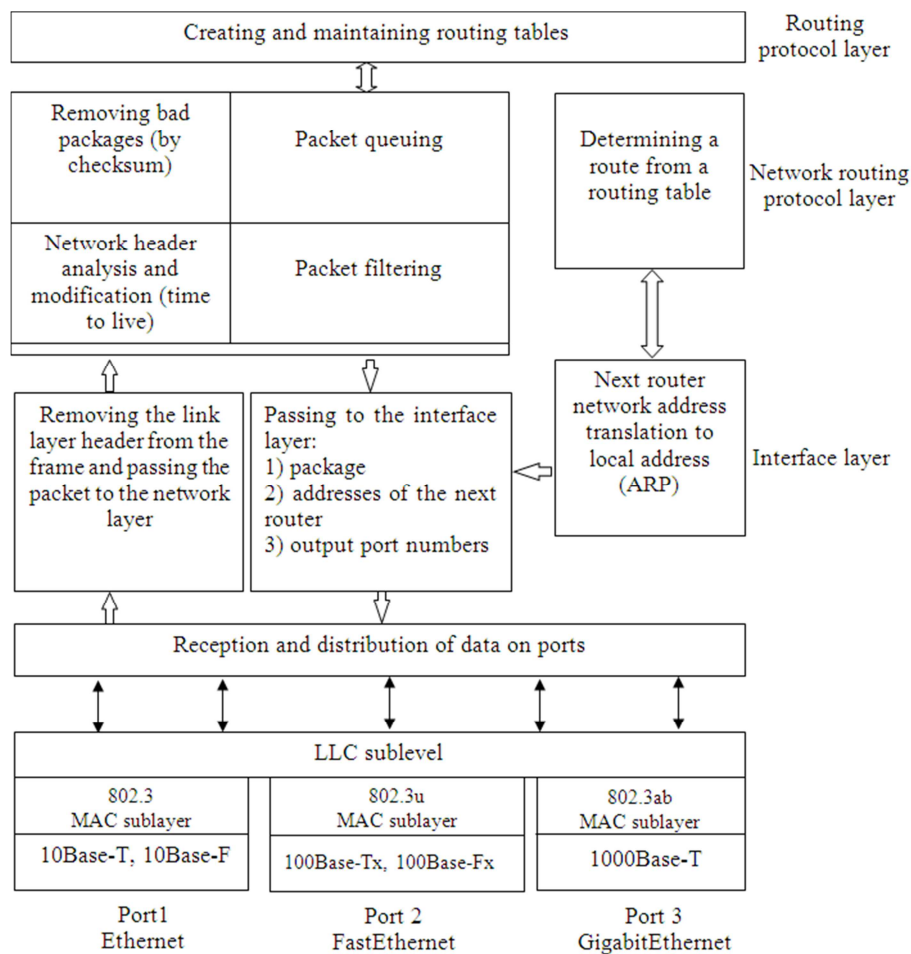 Creating and maintaining routing tables
Routing
protocol layer
Removing bad
packages (by
checksum)
Packet queuing
Determining a
route from a
routing table
Network routing
protocol layer
Network header
analysis and
modification (time
to live)
Packet filtering
Removing the link
layer header from the
frame and passing the
packet to the network
layer
Passing to the interface
layer:
1) package
2) addresses of the next
router
3) output port numbers
Next router
network address
translation to
local address
(ARP)
Interface layer
Reception and distribution of data on ports
LLC sublevel
802.3
MAC sublayer
802.3u
MAC sublayer
802.3ab
MAC sublayer
10Base-T, 10Base-F
100Base-Tx, 100Base-Fx
1000Base-T
Port1
Ethernet
Port 2
FastEthernet
Port 3
GigabitEthernet